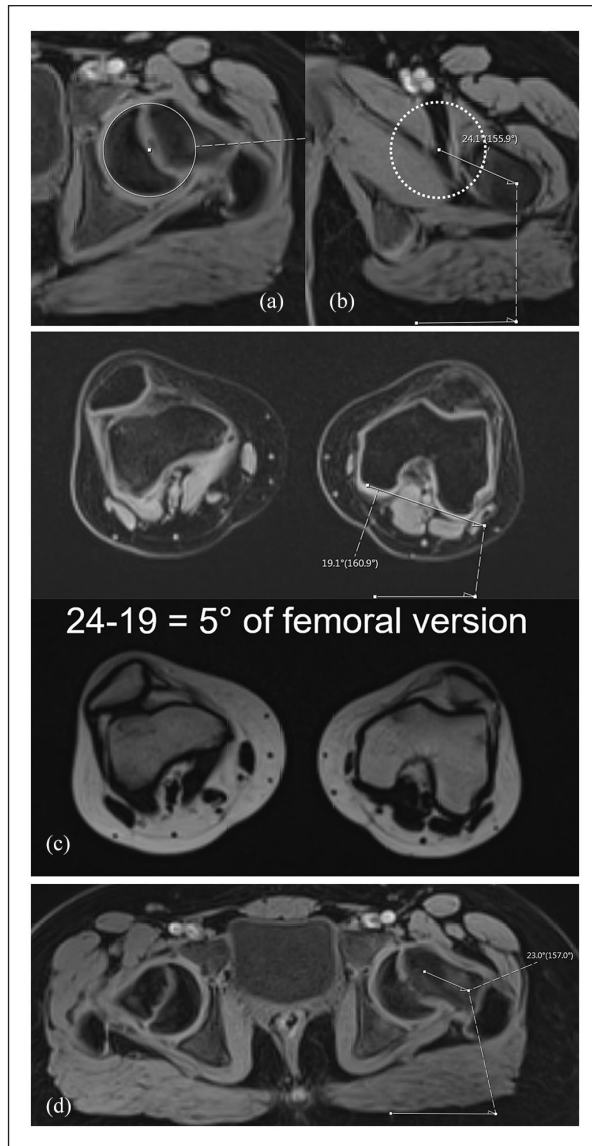 (a)
24.1°(155.9°)
(b)
19.1°(160.9°)
24-19 = 5° of femoral version
(c)
23.0°(157.0°)
(d)